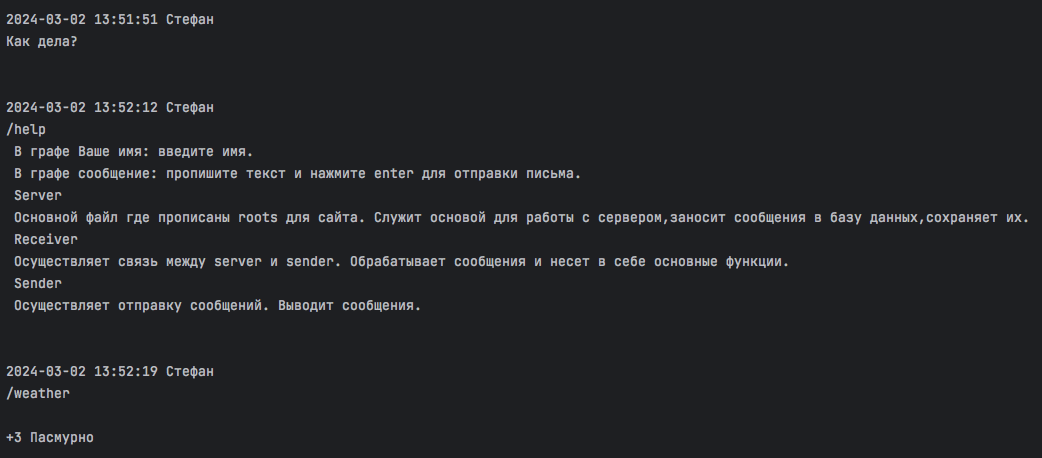 2024-03-02 13:51:51 Стефан
Как дела?
2024-03-02 13:52:12 Стефан
/help
В графе Ваше имя: введите имя.
В графе сообщение: пропишите текст и нажмите enter для отправки письма.
Server
Основной файл где прописаны roots для сайта. Служит основой для работы с сервером,заносит сообщения в базу данных,сохраняет их.
Receiver
Осуществляет связь между server и sender. Обрабатывает сообщения и несет в себе основные функции.
Sender
Осуществляет отправку сообщений. Выводит сообщения.
2024-03-02 13:52:19 Стефан
/weather
+3 Пасмурно